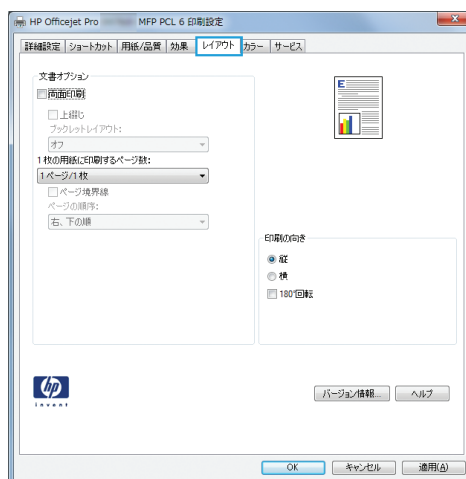 HP Officejet Pro MFP PCL 6 印刷設定
詳細設定 ショートカット 用紙/品質 効果 レイアウト カラー サービス
文書オプション
両面印刷
上綴じ
ブックレットレイアウト:
オフ
1 枚の用紙に印刷するページ数:
1 ページ/1 枚
ページ境界線
ページの順序:
右、下の順
E
印刷の向き
縦
横
180°回転
hp
invent
バージョン情報... ヘルプ
OK キャンセル 適用(A)